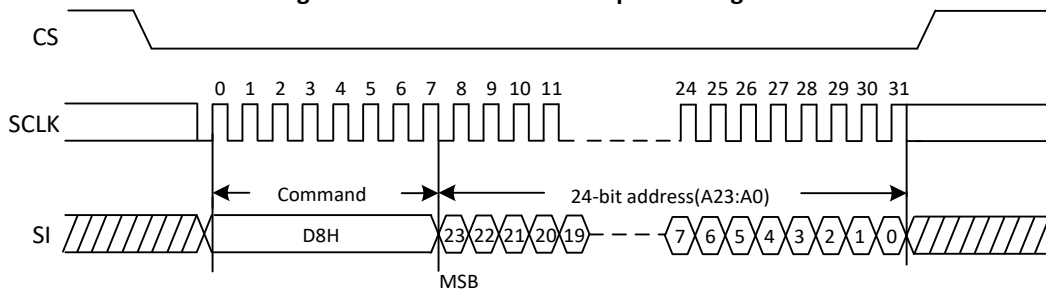 CS
0 1 2 3 4 5 6 7 8 9 10 11 24 25 26 27 28 29 30 31
SCLK
Command 24-bit address(A23:A0)
SI D8H 23 22 21 20 19 7 6 5 4 3 2 1 0
MSB